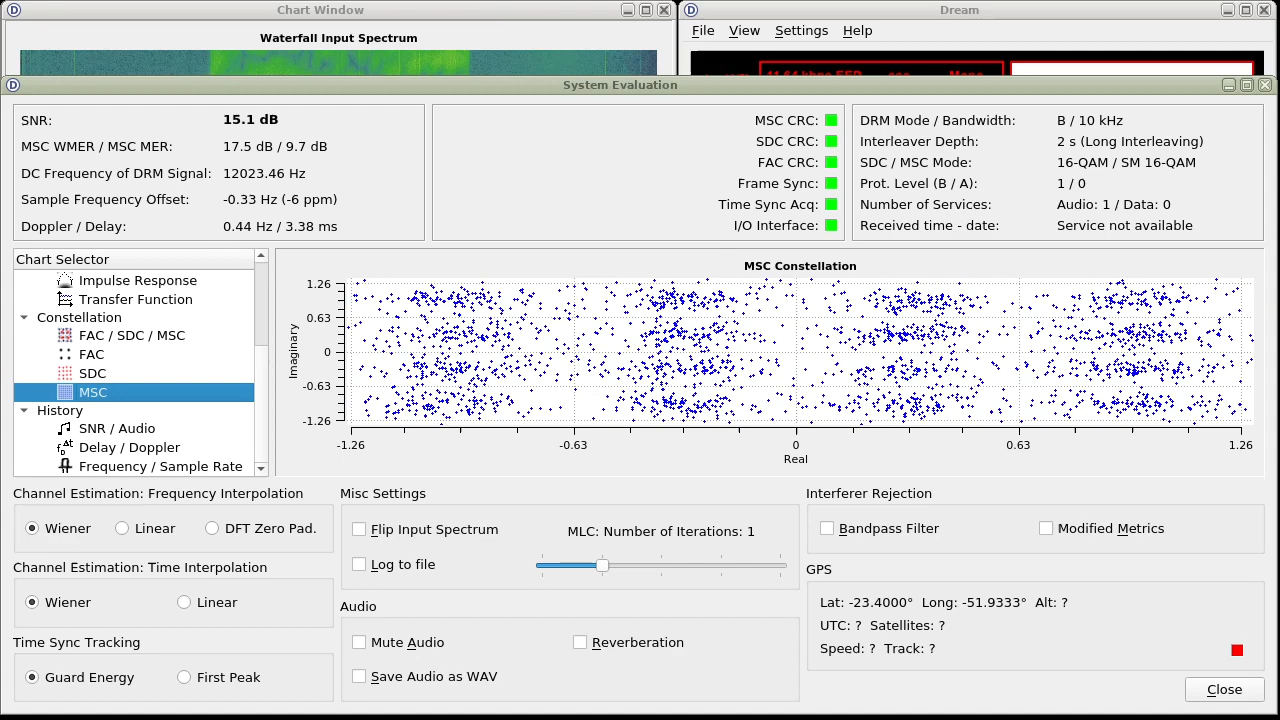 Chart Window
Dream
Waterfall Input Spectrum
File View Settings Help
System Evaluation
SNR: 15.1 dB
MSC WMER / MSC MER: 17.5 dB / 9.7 dB
DC Frequency of DRM Signal: 12023.46 Hz
Sample Frequency Offset: -0.33 Hz (-6 ppm)
Doppler / Delay: 0.44 Hz / 3.38 ms
MSC CRC:
SDC CRC:
FAC CRC:
Frame Sync:
Time Sync Acq:
I/O Interface:
DRM Mode / Bandwidth: B / 10 kHz
Interleaver Depth: 2 s (Long Interleaving)
SDC / MSC Mode: 16-QAM / SM 16-QAM
Prot. Level (B / A): 1 / 0
Number of Services: Audio: 1 / Data: 0
Received time - date: Service not available
Chart Selector
Impulse Response
Transfer Function
Constellation
FAC / SDC / MSC
FAC
SDC
MSC
History
SNR / Audio
Delay / Doppler
Frequency / Sample Rate
MSC Constellation
Imaginary
1.26
0.63
0
-0.63
-1.26
-1.26 -0.63 0 0.63 1.26
Real
Channel Estimation: Frequency Interpolation
Wiener Linear DFT Zero Pad.
Channel Estimation: Time Interpolation
Wiener Linear
Time Sync Tracking
Guard Energy First Peak
Misc Settings
Flip Input Spectrum
Log to file
MLC: Number of Iterations: 1
Audio
Mute Audio Reverberation
Save Audio as WAV
Interferer Rejection
Bandpass Filter Modified Metrics
GPS
Lat: -23.4000° Long: -51.9333° Alt: ?
UTC: ? Satellites: ?
Speed: ? Track: ?
Close